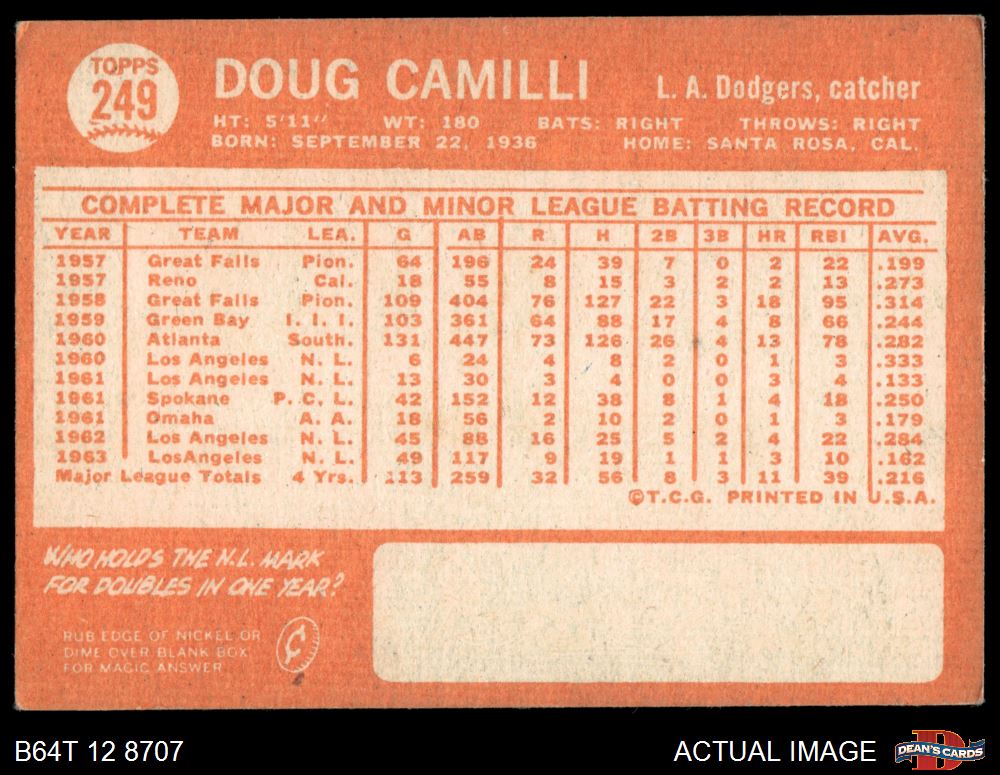 TOPPS
249
DOUG CAMILLI
L. A. Dodgers, catcher
HT: 5'11" WT: 180 BATS: RIGHT THROWS: RIGHT
BORN: SEPTEMBER 22, 1936 HOME: SANTA ROSA, CAL.
COMPLETE MAJOR AND MINOR LEAGUE BATTING RECORD
YEAR TEAM LEA. G AB R H 2B 3B HR RBI AVG.
1957 Great Falls Pion. 64 196 24 39 7 0 2 22 .199
1957 Reno Cal. 18 55 8 15 3 2 2 13 .273
1958 Great Falls Pion. 109 404 76 127 22 3 18 95 .314
1959 Green Bay I. I. I. 103 361 64 88 17 4 8 66 .244
1960 Atlanta South. 131 447 73 126 26 4 13 78 .282
1960 Los Angeles N. L. 6 24 4 8 2 0 1 3 .333
1961 Los Angeles N. L. 13 30 3 4 0 0 3 4 .133
1961 Spokane P. C. L. 42 152 12 38 8 1 4 18 .250
1961 Omaha A. A. 18 56 2 10 2 0 1 3 .179
1962 Los Angeles N. L. 45 88 16 25 5 2 4 22 .284
1963 LosAngeles N. L. 49 117 9 19 1 1 3 10 .162
Major League Totals 4 Yrs. 113 259 32 56 8 3 11 39 .216
©T.C.G. PRINTED IN U.S.A.
WHO HOLDS THE N.L. MARK
FOR DOUBLES IN ONE YEAR?
RUB EDGE OF NICKEL OR
DIME OVER BLANK BOX
FOR MAGIC ANSWER
¢
B64T 12 8707 ACTUAL IMAGE
DEAN'S CARDS